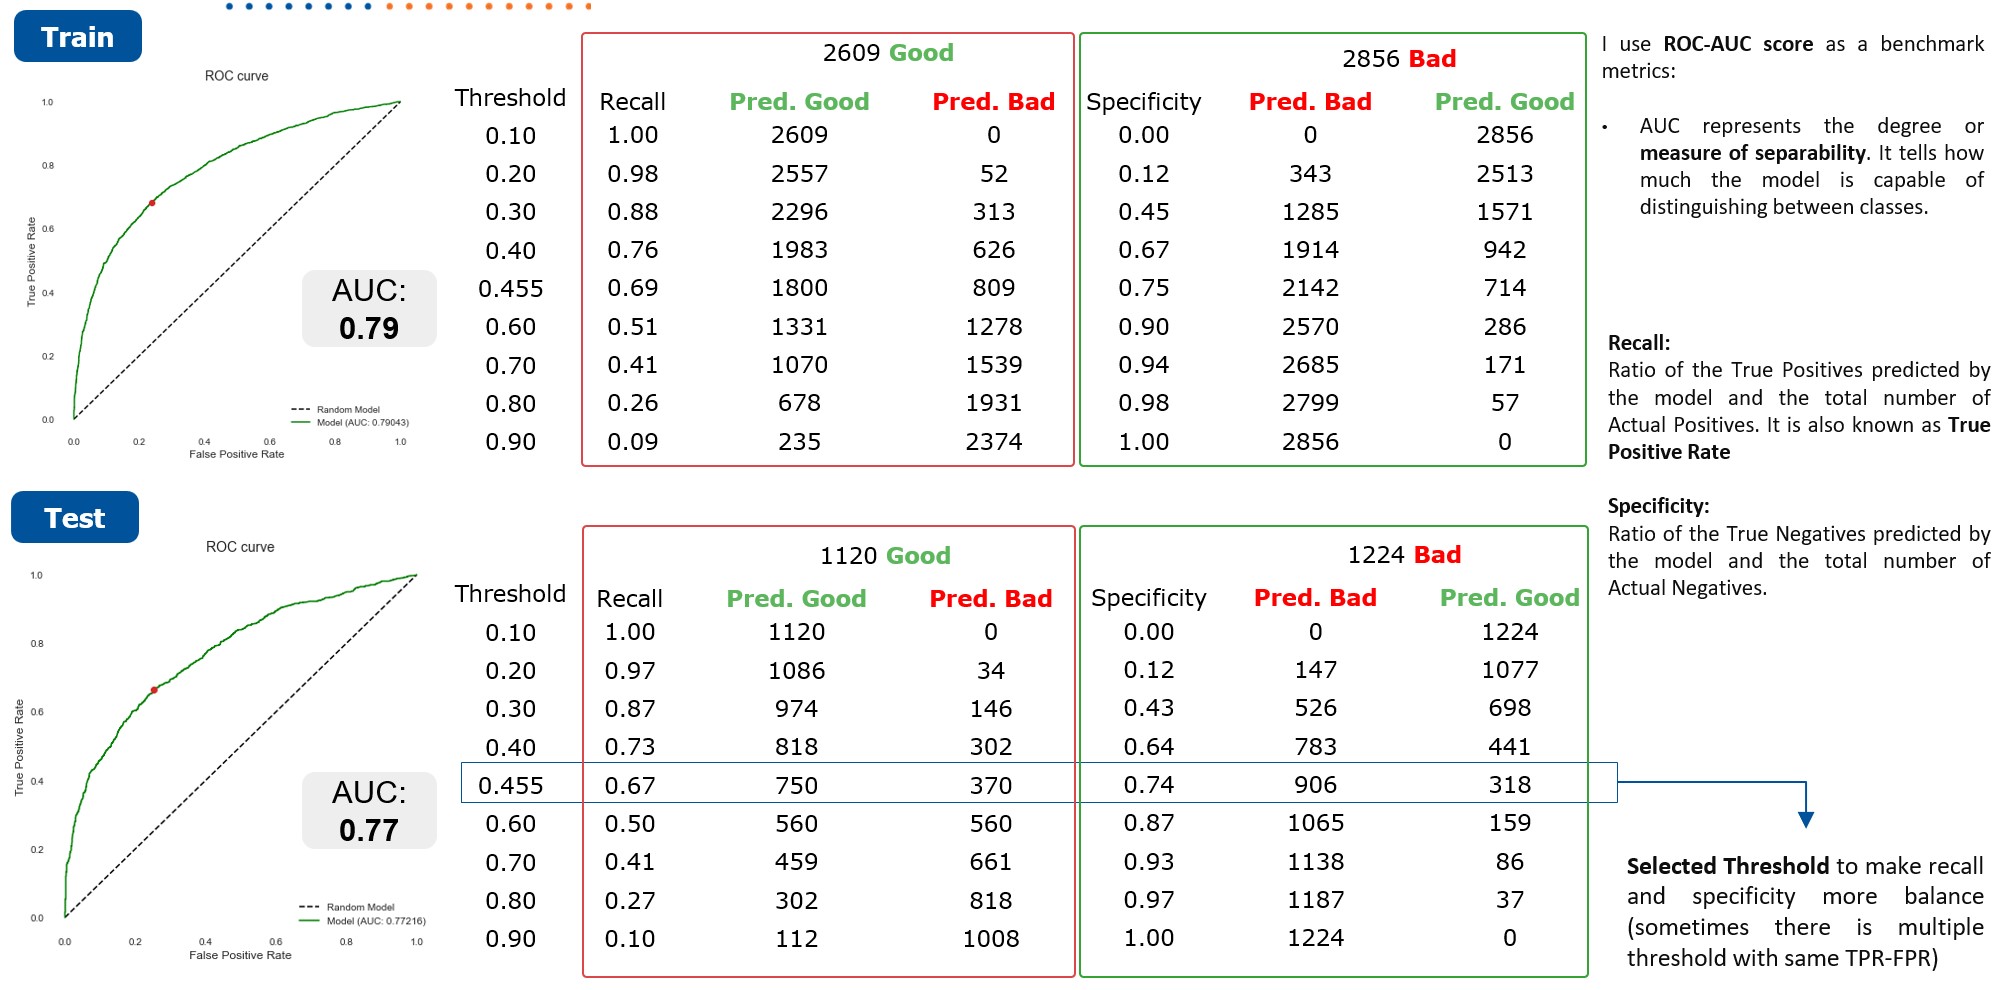 Train
ROC curve
1.0
0.8
0.6
0.4
0.2
0.0
True Positive Rate
0.0 0.2 0.4 0.6 0.8 1.0
False Positive Rate
Random Model
Model (AUC: 0.79043)
AUC:
0.79
2609 Good 2856 Bad
Threshold Recall Pred. Good Pred. Bad Specificity Pred. Bad Pred. Good
0.10 1.00 2609 0 0.00 0 2856
0.20 0.98 2557 52 0.12 343 2513
0.30 0.88 2296 313 0.45 1285 1571
0.40 0.76 1983 626 0.67 1914 942
0.455 0.69 1800 809 0.75 2142 714
0.60 0.51 1331 1278 0.90 2570 286
0.70 0.41 1070 1539 0.94 2685 171
0.80 0.26 678 1931 0.98 2799 57
0.90 0.09 235 2374 1.00 2856 0
I use ROC-AUC score as a benchmark
metrics:
• AUC represents the degree or
measure of separability. It tells how
much the model is capable of
distinguishing between classes.
Recall:
Ratio of the True Positives predicted by
the model and the total number of
Actual Positives. It is also known as True
Positive Rate
Specificity:
Ratio of the True Negatives predicted by
the model and the total number of
Actual Negatives.
Test
ROC curve
1.0
0.8
0.6
0.4
0.2
0.0
True Positive Rate
0.0 0.2 0.4 0.6 0.8 1.0
False Positive Rate
Random Model
Model (AUC: 0.77216)
AUC:
0.77
1120 Good 1224 Bad
Threshold Recall Pred. Good Pred. Bad Specificity Pred. Bad Pred. Good
0.10 1.00 1120 0 0.00 0 1224
0.20 0.97 1086 34 0.12 147 1077
0.30 0.87 974 146 0.43 526 698
0.40 0.73 818 302 0.64 783 441
0.455 0.67 750 370 0.74 906 318
0.60 0.50 560 560 0.87 1065 159
0.70 0.41 459 661 0.93 1138 86
0.80 0.27 302 818 0.97 1187 37
0.90 0.10 112 1008 1.00 1224 0
Selected Threshold to make recall
and specificity more balance
(sometimes there is multiple
threshold with same TPR-FPR)